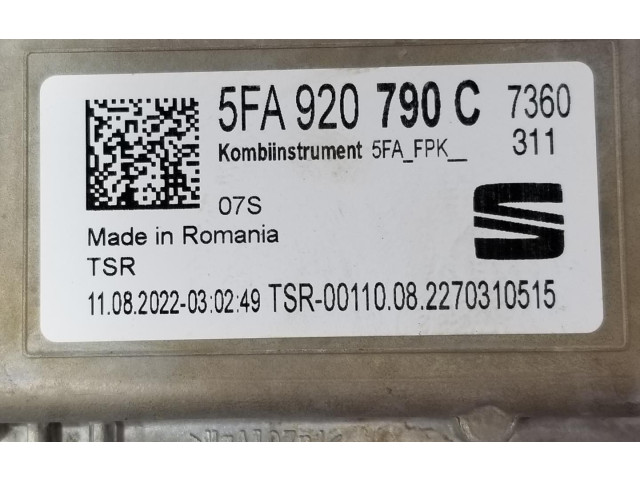 5FA 920 790 C 7360
Kombiinstrument 5FA_FPK__ 311
07S
Made in Romania
TSR
11.08.2022-03:02:49 TSR-00110.08.2270310515